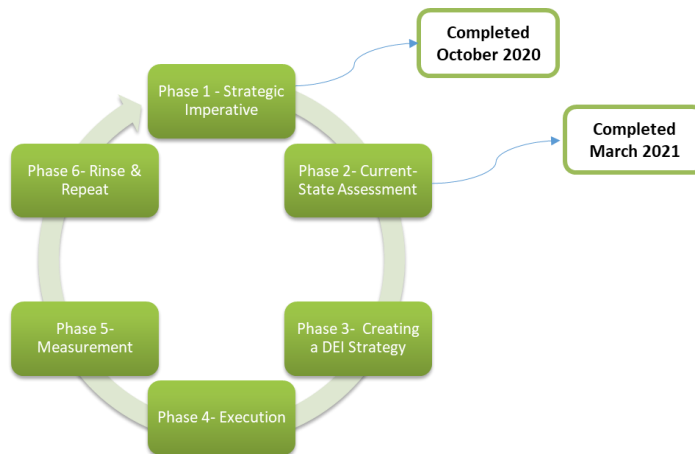 Completed
October 2020
Phase 1 - Strategic
Imperative
Completed
March 2021
Phase 2- Current-
State Assessment
Phase 3-  Creating
a DEI Strategy
Phase 4- Execution
Phase 5-
Measurement
Phase 6- Rinse &
Repeat